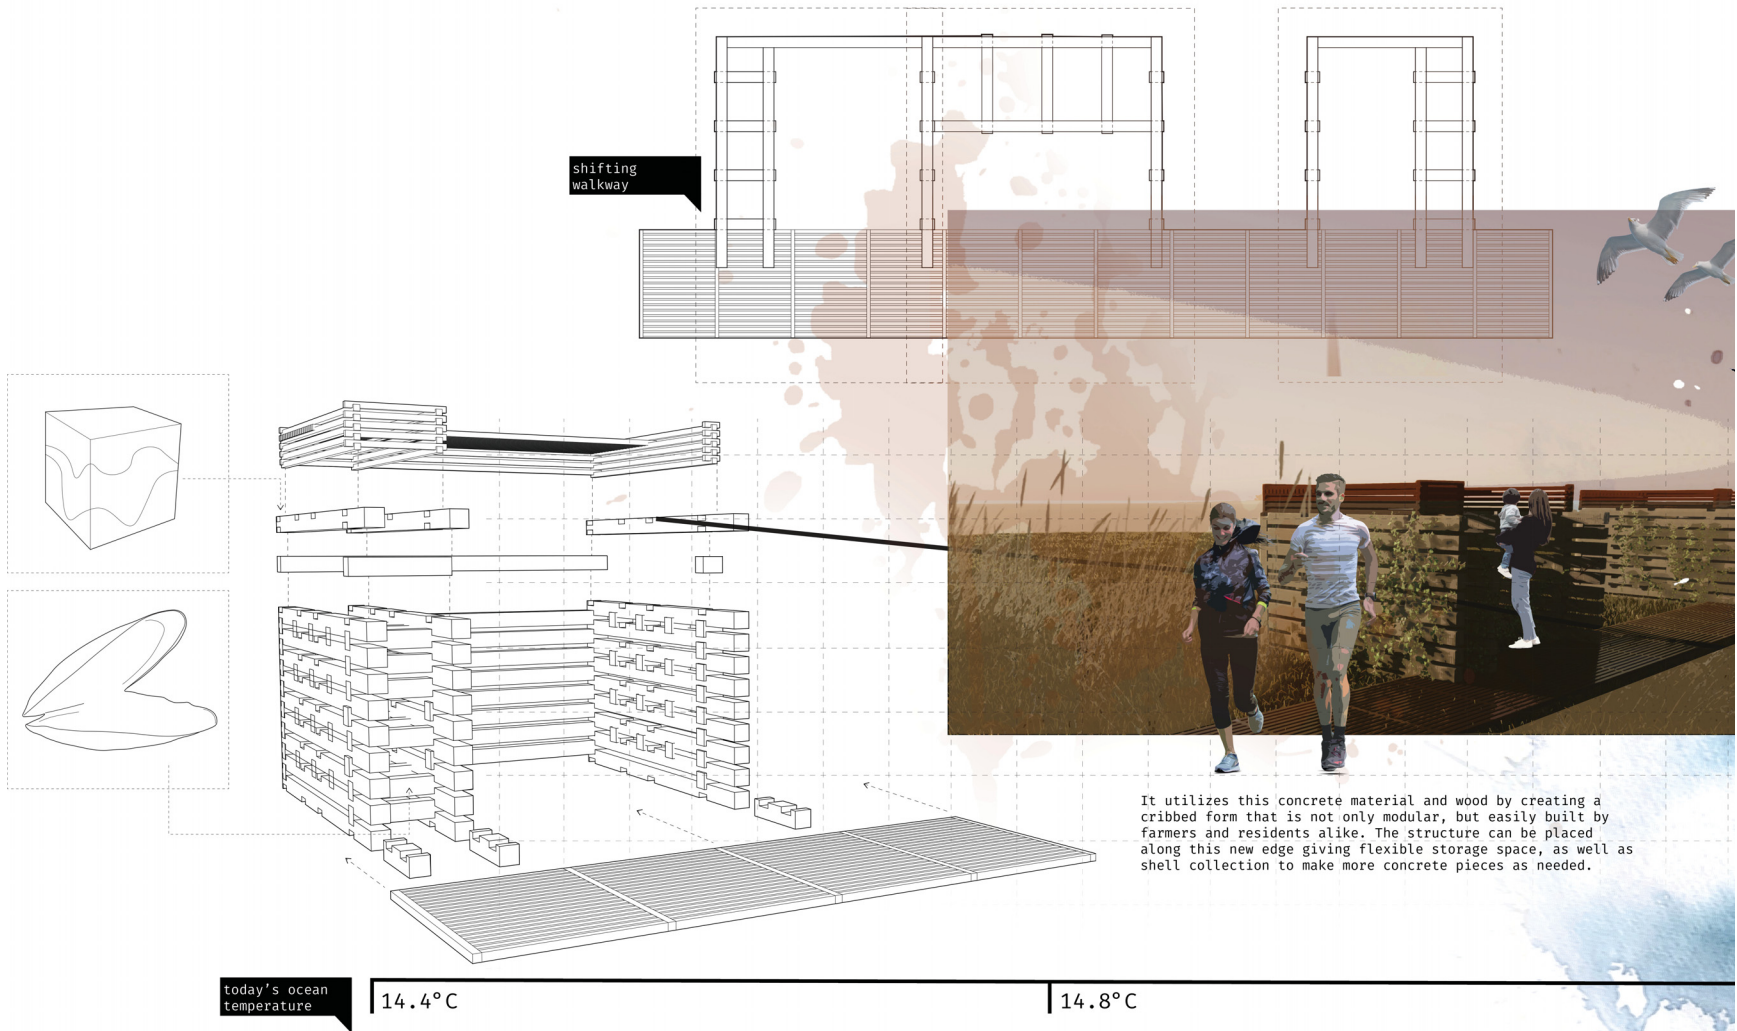 shifting
walkway
It utilizes this concrete material and wood by creating a
cribbed form that is not only modular, but easily built by
farmers and residents alike. The structure can be placed
along this new edge giving flexible storage space, as well as
shell collection to make more concrete pieces as needed.
today's ocean
temperature
14.4°C
14.8°C